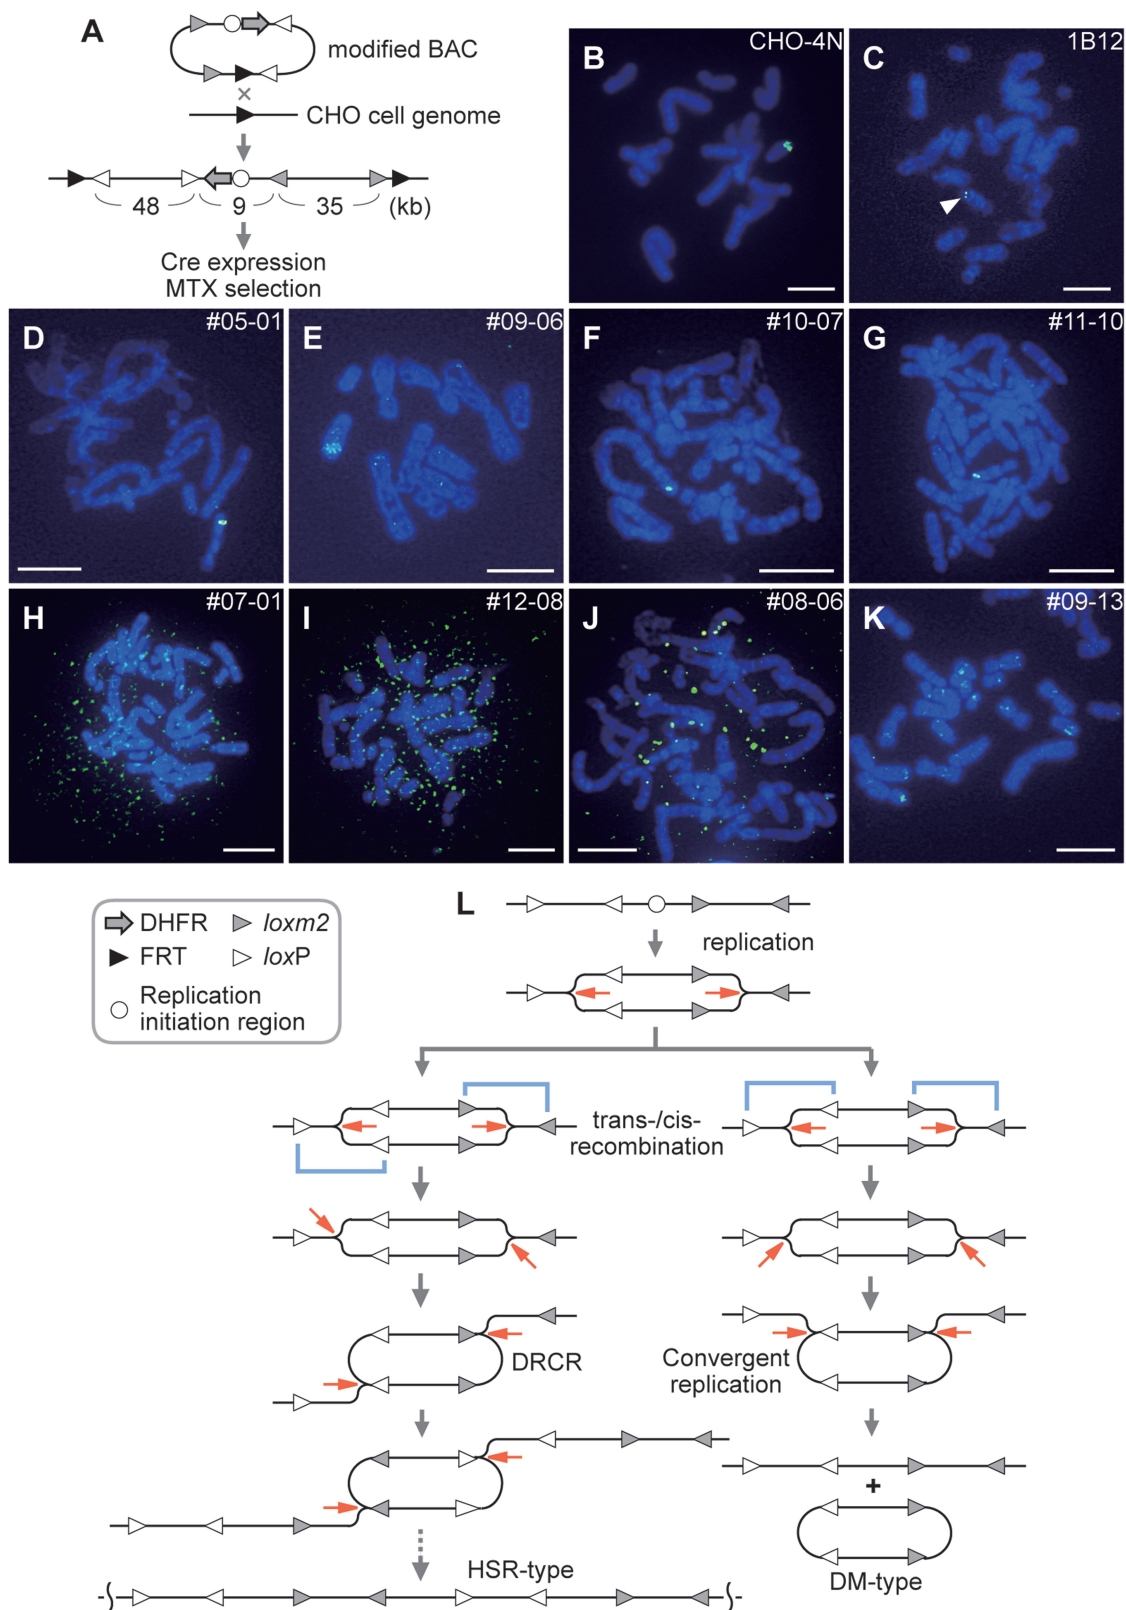 A
modified BAC
×
CHO cell genome
48 9 35 (kb)
Cre expression
MTX selection
B CHO-4N
C 1B12
D #05-01
E #09-06
F #10-07
G #11-10
H #07-01
I #12-08
J #08-06
K #09-13
DHFR
loxm2
FRT
loxP
Replication
initiation region
L
replication
trans-/cis-
recombination
DRCR
Convergent
replication
+
HSR-type
DM-type